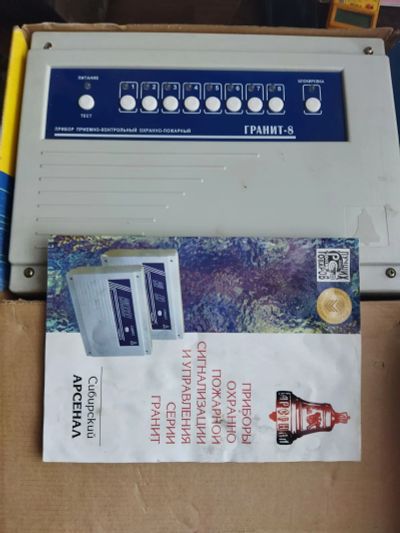 ПИТАНИЕ
БЛОКИРОВКА
1 2 3 4 5 6 7 8
ТЕСТ
ПРИБОР ПРИЕМНО-КОНТРОЛЬНЫЙ ОХРАННО-ПОЖАРНЫЙ
ГРАНИТ-8
ПРИБОРЫ
ОХРАННО
ПОЖАРНОЙ
СИГНАЛИЗАЦИИ
И УПРАВЛЕНИЯ
СЕРИИ
ГРАНИТ
Сибирский
АРСЕНАЛ
АРСЕНАЛ